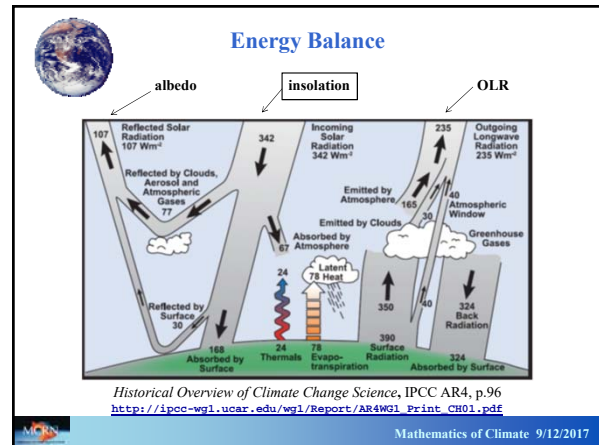 Energy Balance
albedo
insolation
OLR
107
Reflected Solar
Radiation
107 Wm-2
342
Incoming
Solar
Radiation
342 Wm-2
235
Outgoing
Longwave
Radiation
235 Wm-2
Reflected by Clouds,
Aerosol and
Atmospheric
Gases
77
Emitted by
Atmosphere
165
Emitted by Clouds
30
40
Atmospheric
Window
Greenhouse
Gases
67
Absorbed by
Atmosphere
24
Latent
78 Heat
350
40
324
Back
Radiation
Reflected by
Surface
30
168
Absorbed by
Surface
24
Thermals
78
Evapo-
transpiration
390
Surface
Radiation
324
Absorbed by Surface
Historical Overview of Climate Change Science, IPCC AR4, p.96
http://ipcc-wg1.ucar.edu/wg1/Report/AR4WG1_Print_CH01.pdf
MCRN
Mathematics of Climate 9/12/2017